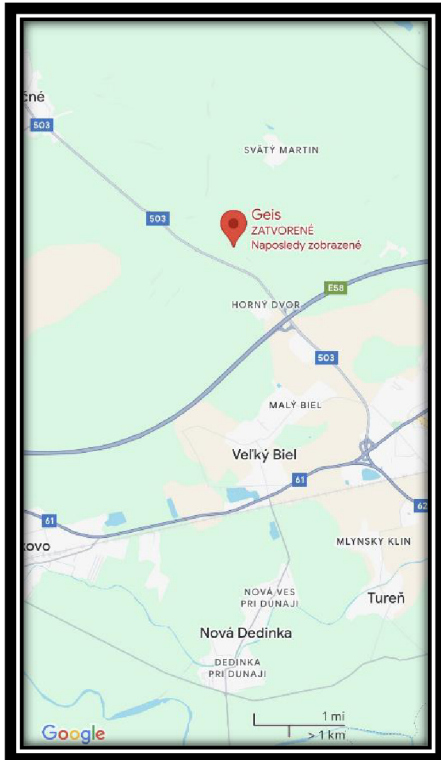 čné
503
SVÄTÝ MARTIN
503
Geis
ZATVORENÉ
Naposledy zobrazené
E58
HORNÝ DVOR
503
MALÝ BIEL
Veľký Biel
61
61
62
kovo
MLYNSKÝ KLIN
NOVÁ VES
PRI DUNAJI
Tureň
Nová Dedinka
DEDINKA
PRI DUNAJI
Google
1 mi
> 1 km